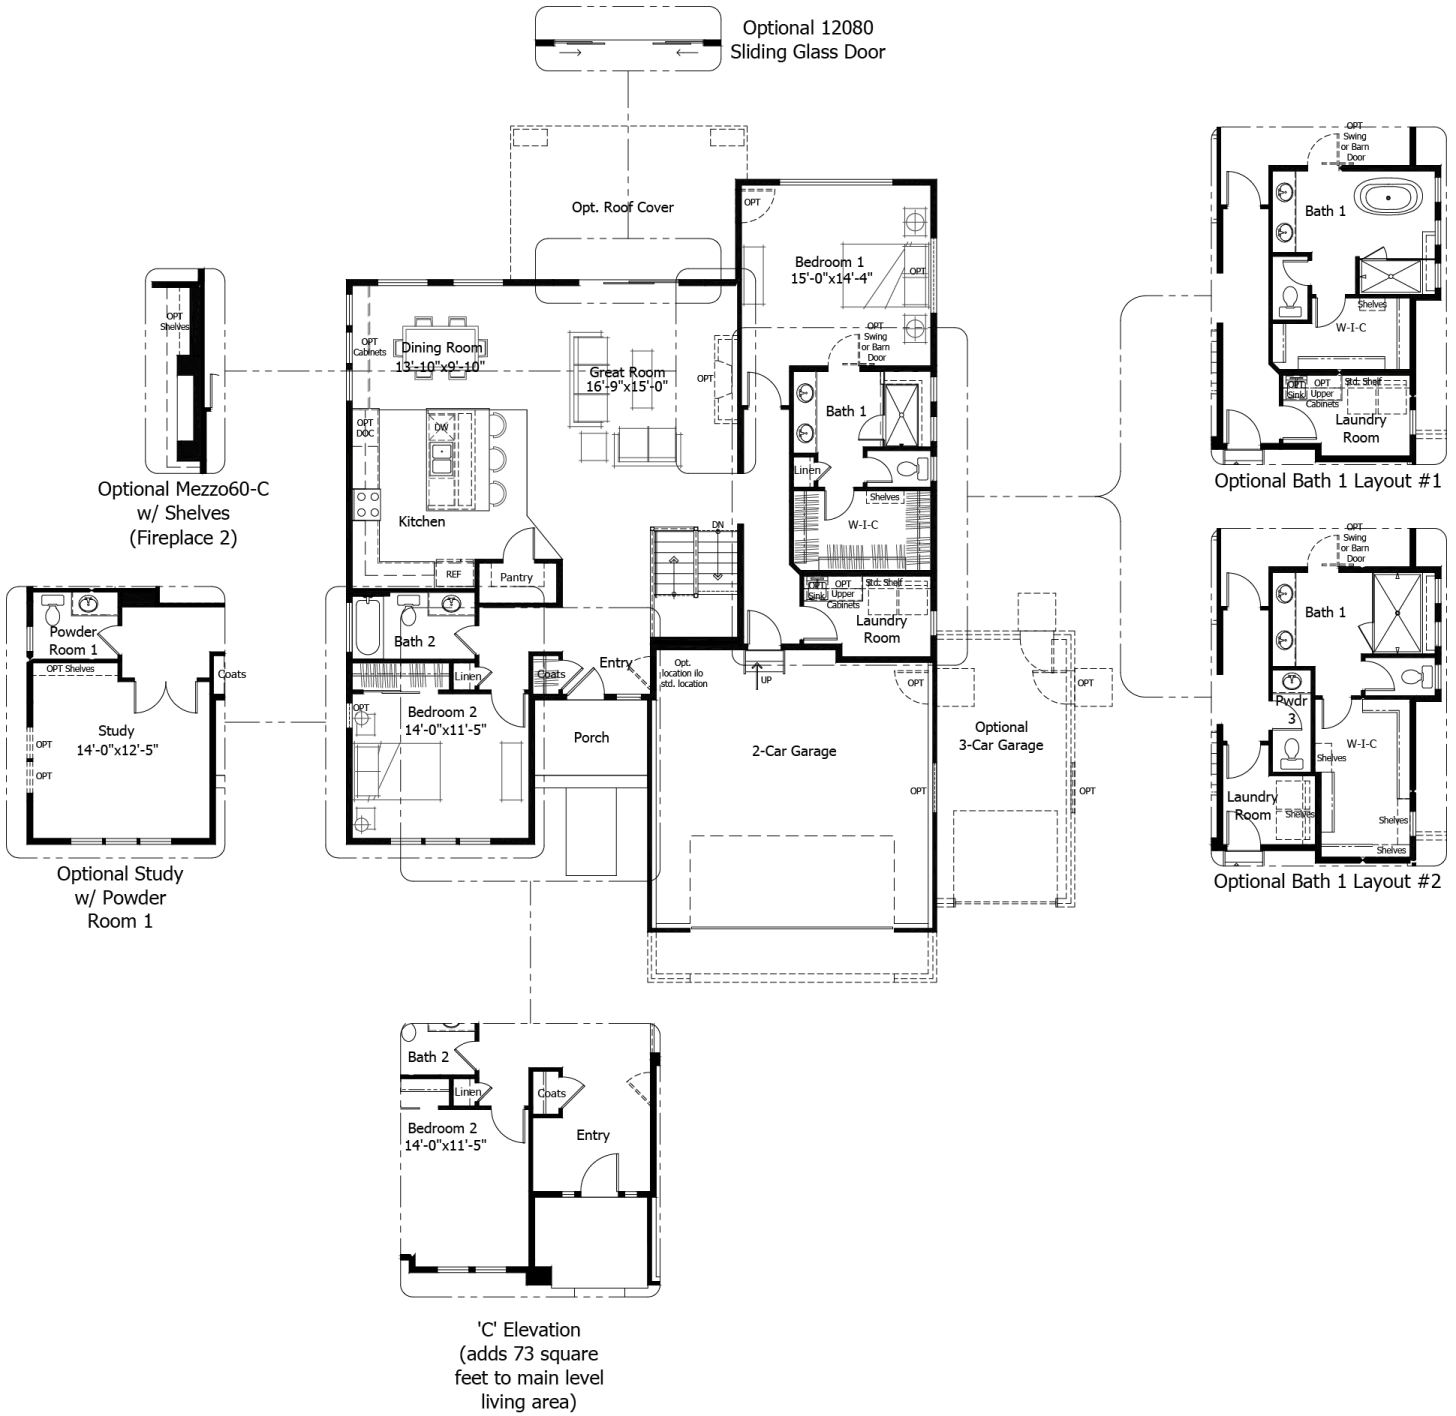 Optional 12080
Sliding Glass Door
Opt. Roof Cover
OPT
Bedroom 1
15'-0"x14'-4"
OPT
OPT
Swing
or Barn
Door
OPT
Cabinets
Dining Room
13'-10"x9'-10"
Great Room
16'-9"x15'-0"
OPT
Bath 1
OPT
DOC
DW
Linen
Shelves
W-I-C
Kitchen
DN
REF
Pantry
OPT
Sink
OPT
Upper
Cabinets
Std. Shelf
Laundry
Room
Bath 2
Linen
Coats
Entry
Opt.
location ilo
std. location
UP
OPT
OPT
Bedroom 2
14'-0"x11'-5"
Porch
2-Car Garage
OPT
Optional
3-Car Garage
OPT
OPT
OPT
Shelves
Optional Mezzo60-C
w/ Shelves
(Fireplace 2)
Powder
Room 1
OPT Shelves
Coats
Study
14'-0"x12'-5"
OPT
OPT
Optional Study
w/ Powder
Room 1
OPT
Swing
or Barn
Door
Bath 1
Shelves
W-I-C
OPT
Sink
OPT
Upper
Cabinets
Std. Shelf
Laundry
Room
Optional Bath 1 Layout #1
OPT
Swing
or Barn
Door
Bath 1
Pwdr
3
W-I-C
Shelves
Laundry
Room
Shelves
Shelves
Shelves
Optional Bath 1 Layout #2
Bath 2
Linen
Coats
Bedroom 2
14'-0"x11'-5"
Entry
'C' Elevation
(adds 73 square
feet to main level
living area)